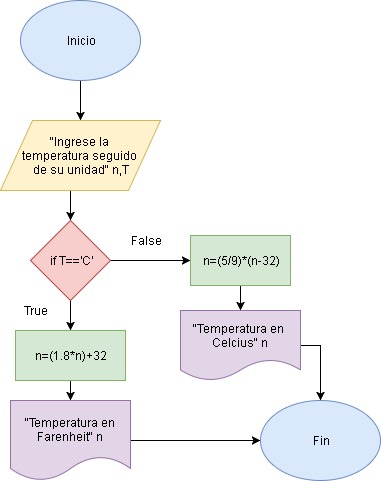 Inicio
"Ingrese la
temperatura seguido
de su unidad" n,T
if T=='C'
False
n=(5/9)*(n-32)
"Temperatura en
Celcius" n
True
n=(1.8*n)+32
"Temperatura en
Farenheit" n
Fin